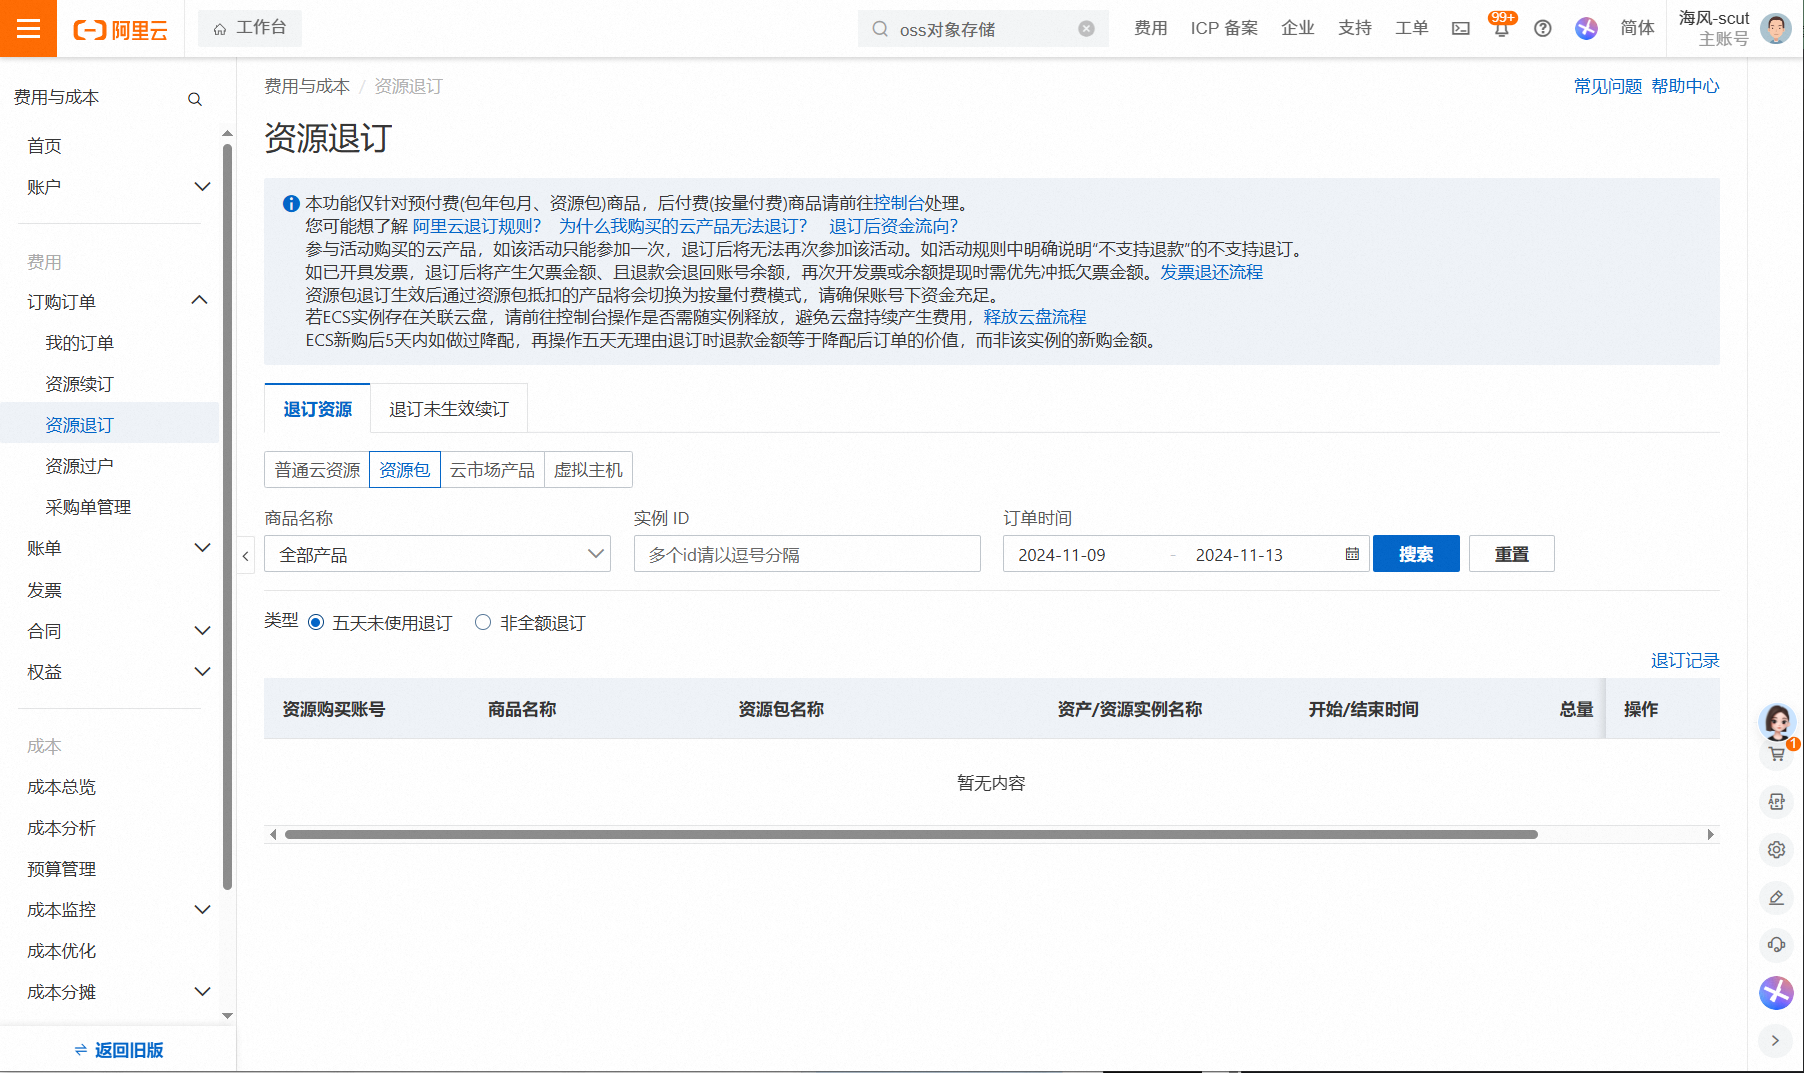 阿里云
工作台
oss对象存储
费用
ICP 备案
企业
支持
工单
99+
简体
海风-scut
主账号
费用与成本
首页
账户
费用
订购订单
我的订单
资源续订
资源退订
资源过户
采购单管理
账单
发票
合同
权益
成本
成本总览
成本分析
预算管理
成本监控
成本优化
成本分摊
返回旧版
费用与成本 / 资源退订
常见问题 帮助中心
资源退订
本功能仅针对预付费(包年包月、资源包)商品，后付费(按量付费)商品请前往控制台处理。
您可能想了解 阿里云退订规则？ 为什么我购买的云产品无法退订？ 退订后资金流向？
参与活动购买的云产品，如该活动只能参加一次，退订后将无法再次参加该活动。如活动规则中明确说明“不支持退款”的不支持退订。
如已开具发票，退订后将产生欠票金额、且退款会退回账号余额，再次开发票或余额提现时需优先冲抵欠票金额。发票退还流程
资源包退订生效后通过资源包抵扣的产品将会切换为按量付费模式，请确保账号下资金充足。
若ECS实例存在关联云盘，请前往控制台操作是否需随实例释放，避免云盘持续产生费用，释放云盘流程
ECS新购后5天内如做过降配，再操作五天无理由退订时退款金额等于降配后订单的价值，而非该实例的新购金额。
退订资源 退订未生效续订
普通云资源 资源包 云市场产品 虚拟主机
商品名称 实例 ID 订单时间
全部产品 多个id请以逗号分隔 2024-11-09 - 2024-11-13 搜索 重置
类型 五天未使用退订 非全额退订
退订记录
资源购买账号 商品名称 资源包名称 资产/资源实例名称 开始/结束时间 总量 操作
暂无内容
1
APP